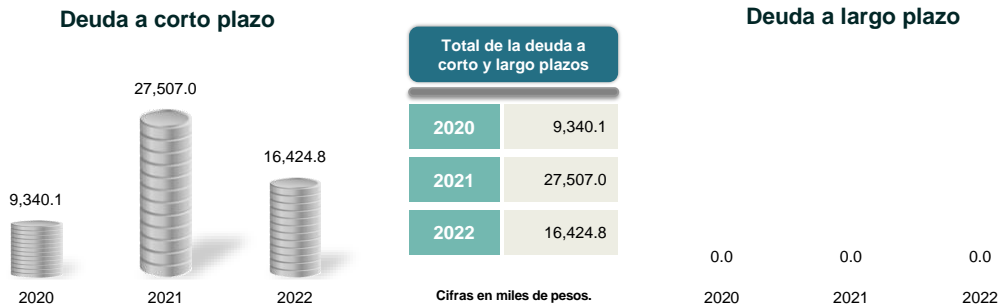 Deuda a corto plazo
27,507.0
16,424.8
9,340.1
2020 2021 2022
Total de la deuda a
corto y largo plazos
2020 9,340.1
2021 27,507.0
2022 16,424.8
Cifras en miles de pesos.
Deuda a largo plazo
0.0 0.0 0.0
2020 2021 2022